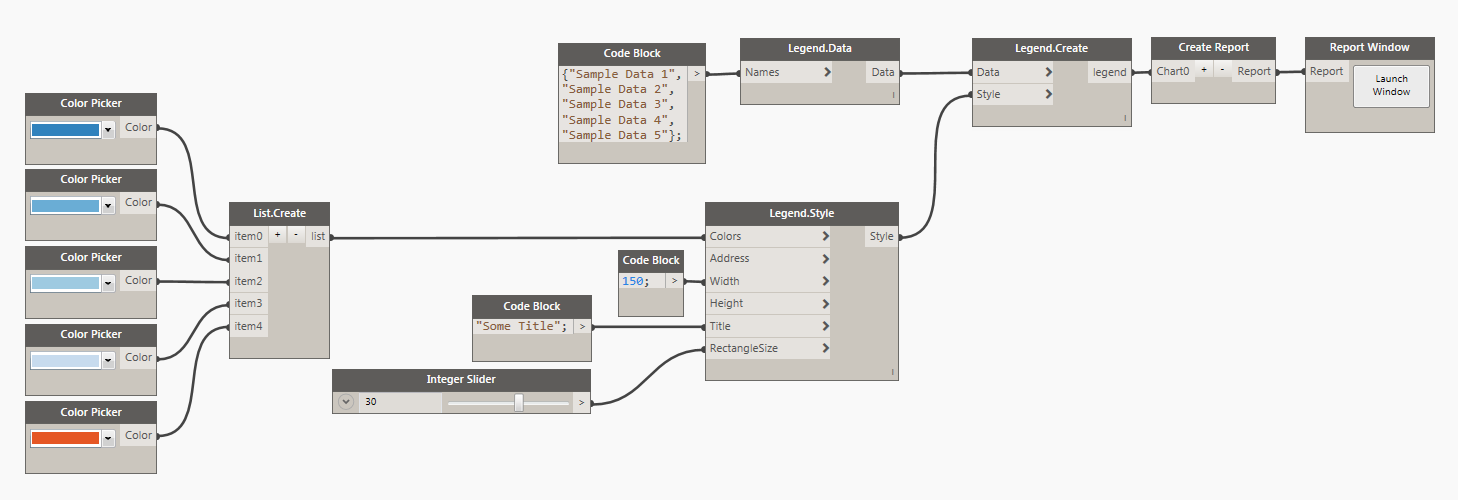 Color Picker
Color
Color Picker
Color
Color Picker
Color
Color Picker
Color
Color Picker
Color
List.Create
item0 + - list
item1
item2
item3
item4
Code Block
{"Sample Data 1", >
"Sample Data 2",
"Sample Data 3",
"Sample Data 4",
"Sample Data 5"};
Legend.Data
Names > Data
l
Code Block
150; >
Code Block
"Some Title"; >
Integer Slider
30 >
Legend.Style
Colors > Style
Address >
Width >
Height >
Title >
RectangleSize >
l
Legend.Create
Data > legend
Style >
l
Create Report
Chart0 + - Report
Report Window
Report Launch
Window